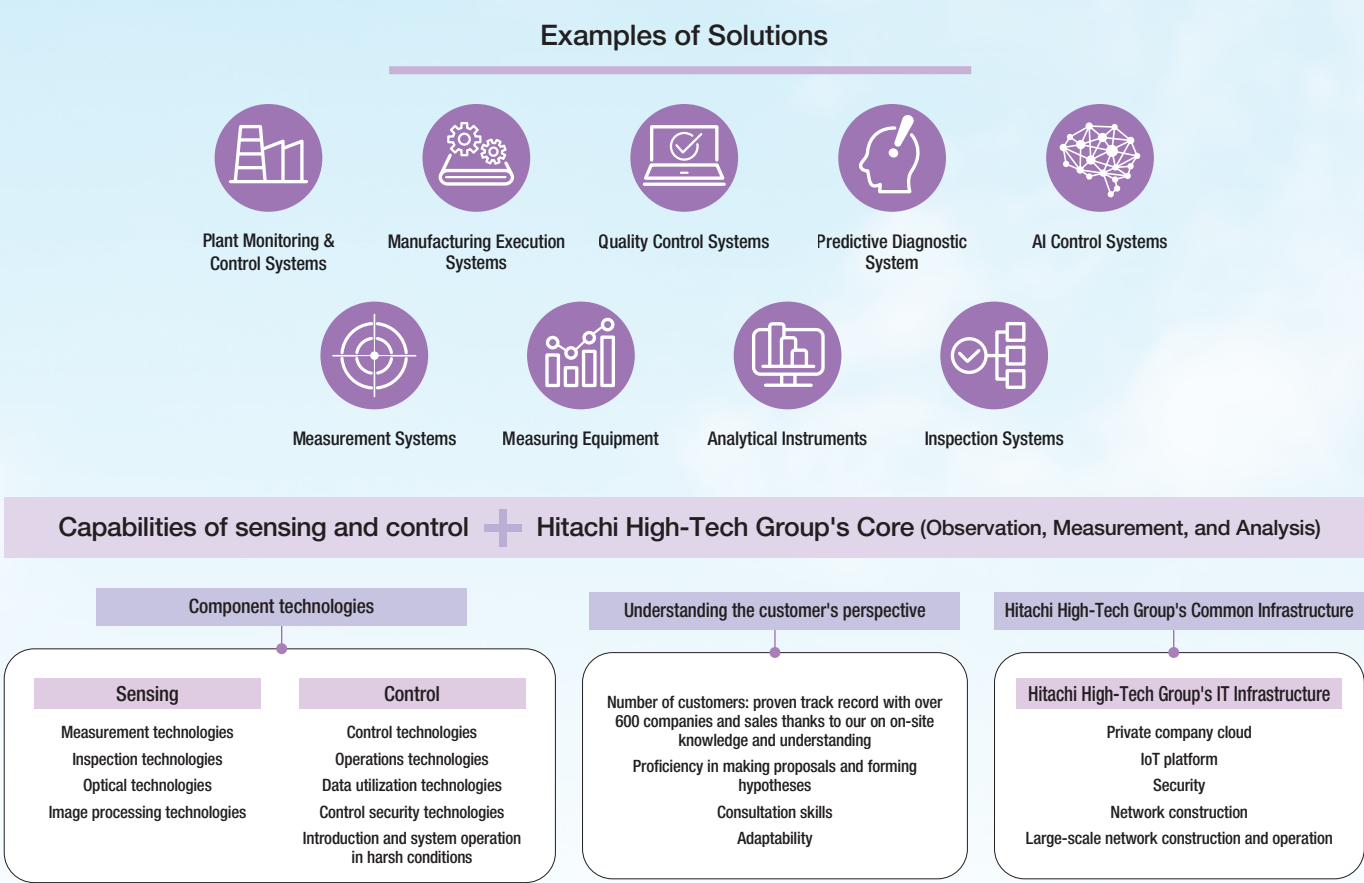 Examples of Solutions
Plant Monitoring &
Control Systems
Manufacturing Execution
Systems
Quality Control Systems
Predictive Diagnostic
System
AI Control Systems
Measurement Systems
Measuring Equipment
Analytical Instruments
Inspection Systems
Capabilities of sensing and control + Hitachi High-Tech Group's Core (Observation, Measurement, and Analysis)
Component technologies
Sensing
Measurement technologies
Inspection technologies
Optical technologies
Image processing technologies
Control
Control technologies
Operations technologies
Data utilization technologies
Control security technologies
Introduction and system operation
in harsh conditions
Understanding the customer's perspective
Number of customers: proven track record with over
600 companies and sales thanks to our on on-site
knowledge and understanding
Proficiency in making proposals and forming
hypotheses
Consultation skills
Adaptability
Hitachi High-Tech Group's Common Infrastructure
Hitachi High-Tech Group's IT Infrastructure
Private company cloud
IoT platform
Security
Network construction
Large-scale network construction and operation